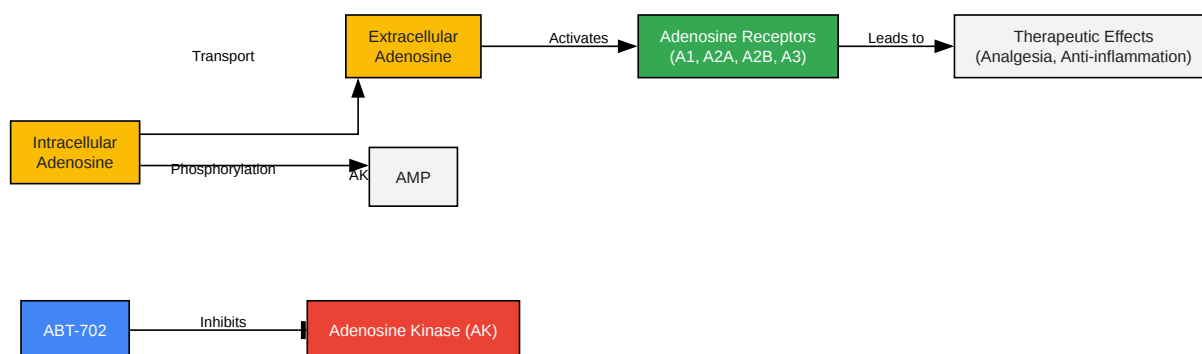 Extracellular
Adenosine
Activates
Adenosine Receptors
(A1, A2A, A2B, A3)
Leads to
Therapeutic Effects
(Analgesia, Anti-inflammation)
Transport
Intracellular
Adenosine
Phosphorylation
AK
AMP
ABT-702
Inhibits
Adenosine Kinase (AK)